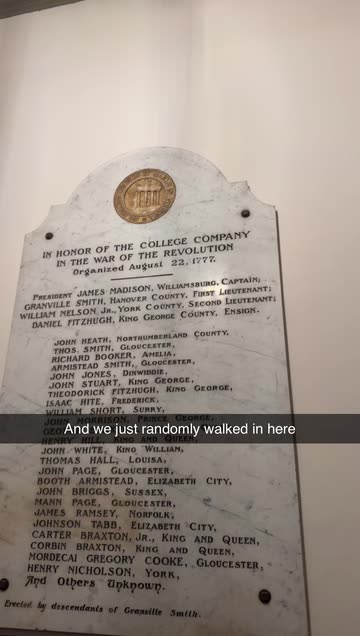 IN HONOR OF THE COLLEGE COMPANY
IN THE WAR OF THE REVOLUTION
Organized August 22, 1777.
PRESIDENT JAMES MADISON, WILLIAMSBURG, CAPTAIN;
GRANVILLE SMITH, HANOVER COUNTY, FIRST LIEUTENANT;
WILLIAM NELSON JR., YORK COUNTY, SECOND LIEUTENANT;
DANIEL FITZHUGH, KING GEORGE COUNTY, ENSIGN.
JOHN HEATH, NORTHUMBERLAND COUNTY,
THOS. SMITH, GLOUCESTER,
RICHARD BOOKER, AMELIA,
ARMISTEAD SMITH, GLOUCESTER,
JOHN JONES, DINWIDDIE,
JOHN STUART, KING GEORGE,
THEODORICK FITZHUGH, KING GEORGE,
ISAAC HITE, FREDERICK,
WILLIAM SHORT, SURRY,
JOHN MORRISON, PRINCE GEORGE,
And we just randomly walked in here
HENRY HILL, KING AND QUEEN,
JOHN WHITE, KING WILLIAM,
THOMAS HALL, LOUISA,
JOHN PAGE, GLOUCESTER,
BOOTH ARMISTEAD, ELIZABETH CITY,
JOHN BRIGGS, SUSSEX,
MANN PAGE, GLOUCESTER,
JAMES RAMSEY, NORFOLK,
JOHNSON TABB, ELIZABETH CITY,
CARTER BRAXTON, JR., KING AND QUEEN,
CORBIN BRAXTON, KING AND QUEEN,
MORDECAI GREGORY COOKE, GLOUCESTER,
HENRY NICHOLSON, YORK,
And Others Unknown.
Erected by descendants of Granville Smith.